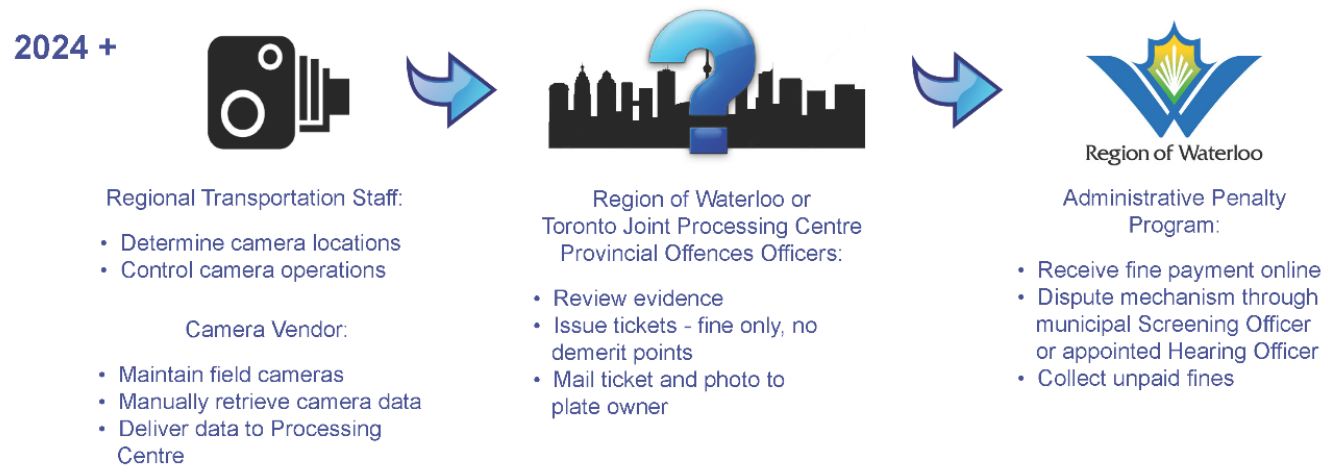 2024 +
Regional Transportation Staff:
• Determine camera locations
• Control camera operations
Camera Vendor:
• Maintain field cameras
• Manually retrieve camera data
• Deliver data to Processing
Centre
?
Region of Waterloo or
Toronto Joint Processing Centre
Provincial Offences Officers:
• Review evidence
• Issue tickets - fine only, no
demerit points
• Mail ticket and photo to
plate owner
Region of Waterloo
Administrative Penalty
Program:
• Receive fine payment online
• Dispute mechanism through
municipal Screening Officer
or appointed Hearing Officer
• Collect unpaid fines